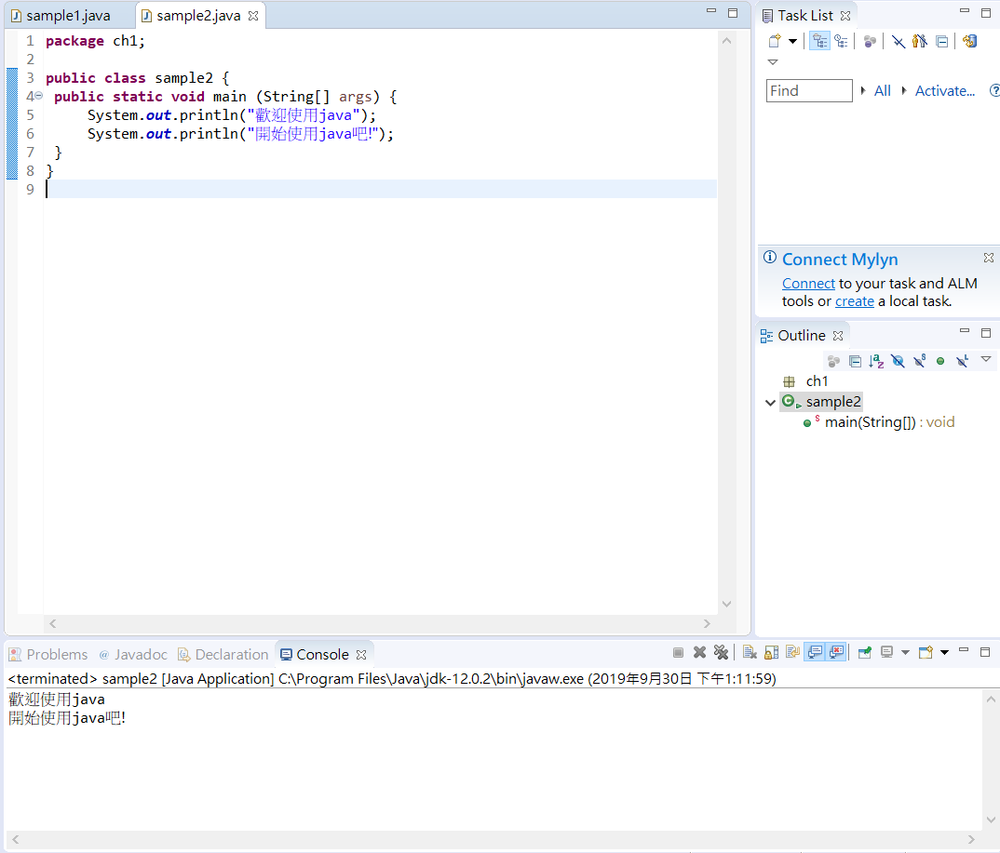 sample1.java
sample2.java
1 package ch1;
2
3 public class sample2 {
4 public static void main (String[] args) {
5 System.out.println("歡迎使用java");
6 System.out.println("開始使用java吧!");
7 }
8 }
9
Task List
Find
All
Activate...
Connect Mylyn
Connect to your task and ALM
tools or create a local task.
Outline
ch1
sample2
main(String[]) : void
Problems @ Javadoc Declaration Console
<terminated> sample2 [Java Application] C:\Program Files\Java\jdk-12.0.2\bin\javaw.exe (2019年9月30日 下午1:11:59)
歡迎使用java
開始使用java吧!